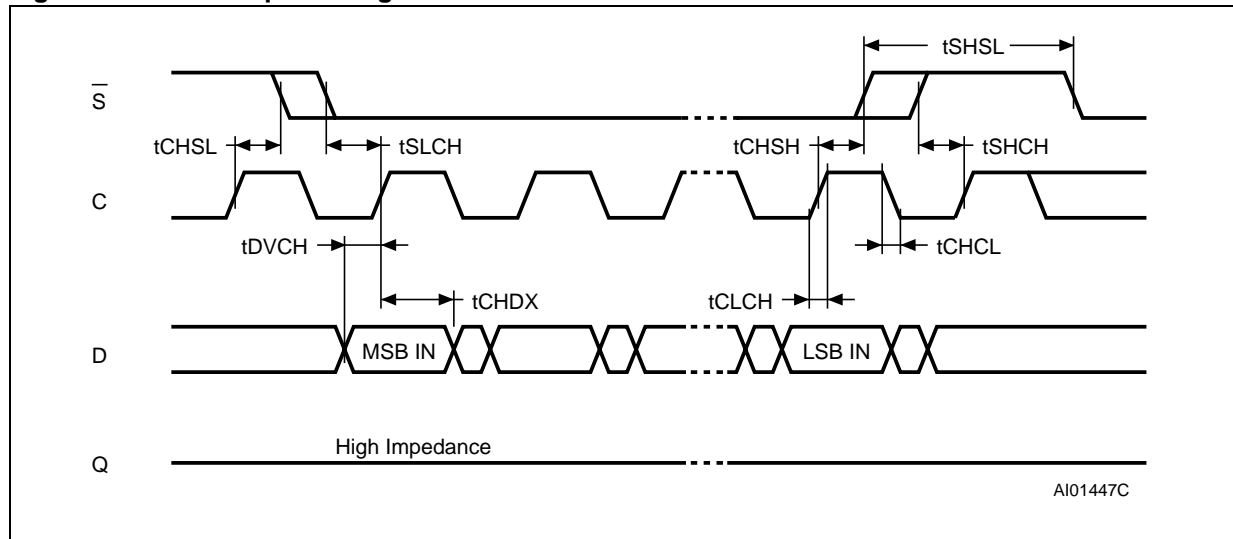 tSHSL
S
tCHSL
tSLCH
tCHSH
tSHCH
C
tDVCH
tCHCL
tCHDX
tCLCH
D
MSB IN
LSB IN
High Impedance
Q
AI01447C